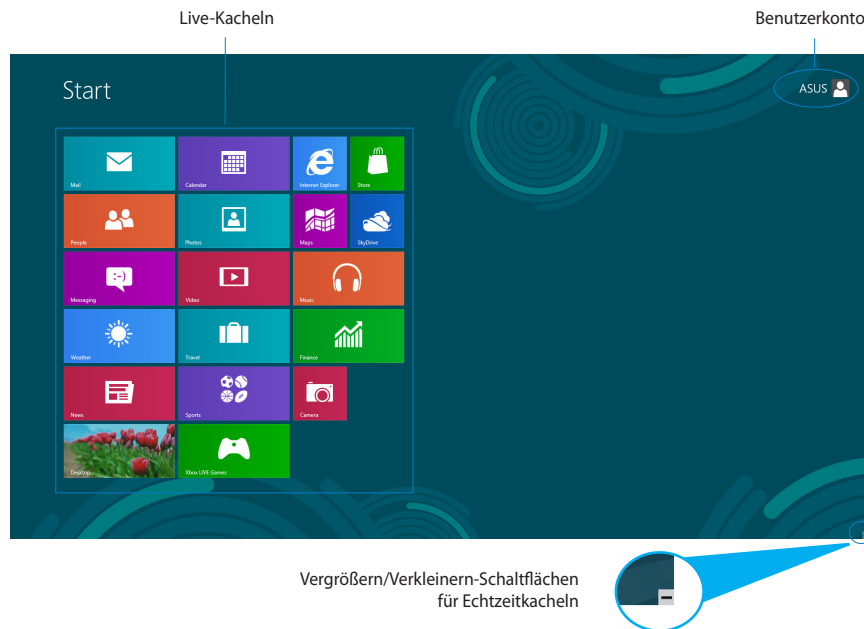 Live-Kacheln
Benutzerkonto
Start
ASUS
Mail
Calendar
Internet Explorer
Store
People
Photos
Maps
SkyDrive
Messaging
Video
Music
Weather
Travel
Finance
News
Sports
Camera
Desktop
Xbox LIVE Games
Vergrößern/Verkleinern-Schaltflächen
für Echtzeitkacheln